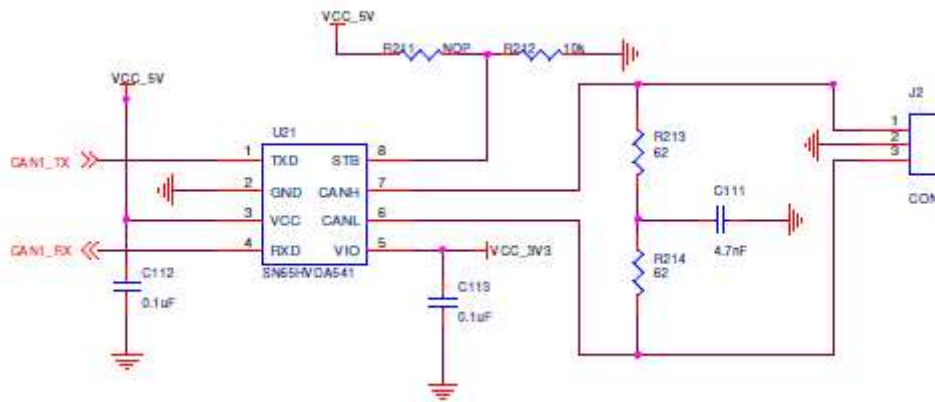 VCC_5V
R241 NOP R242 10k
VCC_5V
J2
U21
1 TXD STB 8
2 GND CANH 7
3 VCC CANL 6
4 RXD VIO 5
SN65HVDA541
CAN1_TX
CAN1_RX
C112
0.1uF
VCC_3V3
C113
0.1uF
R213
62
C111
4.7nF
R214
62
1
2
3
CON